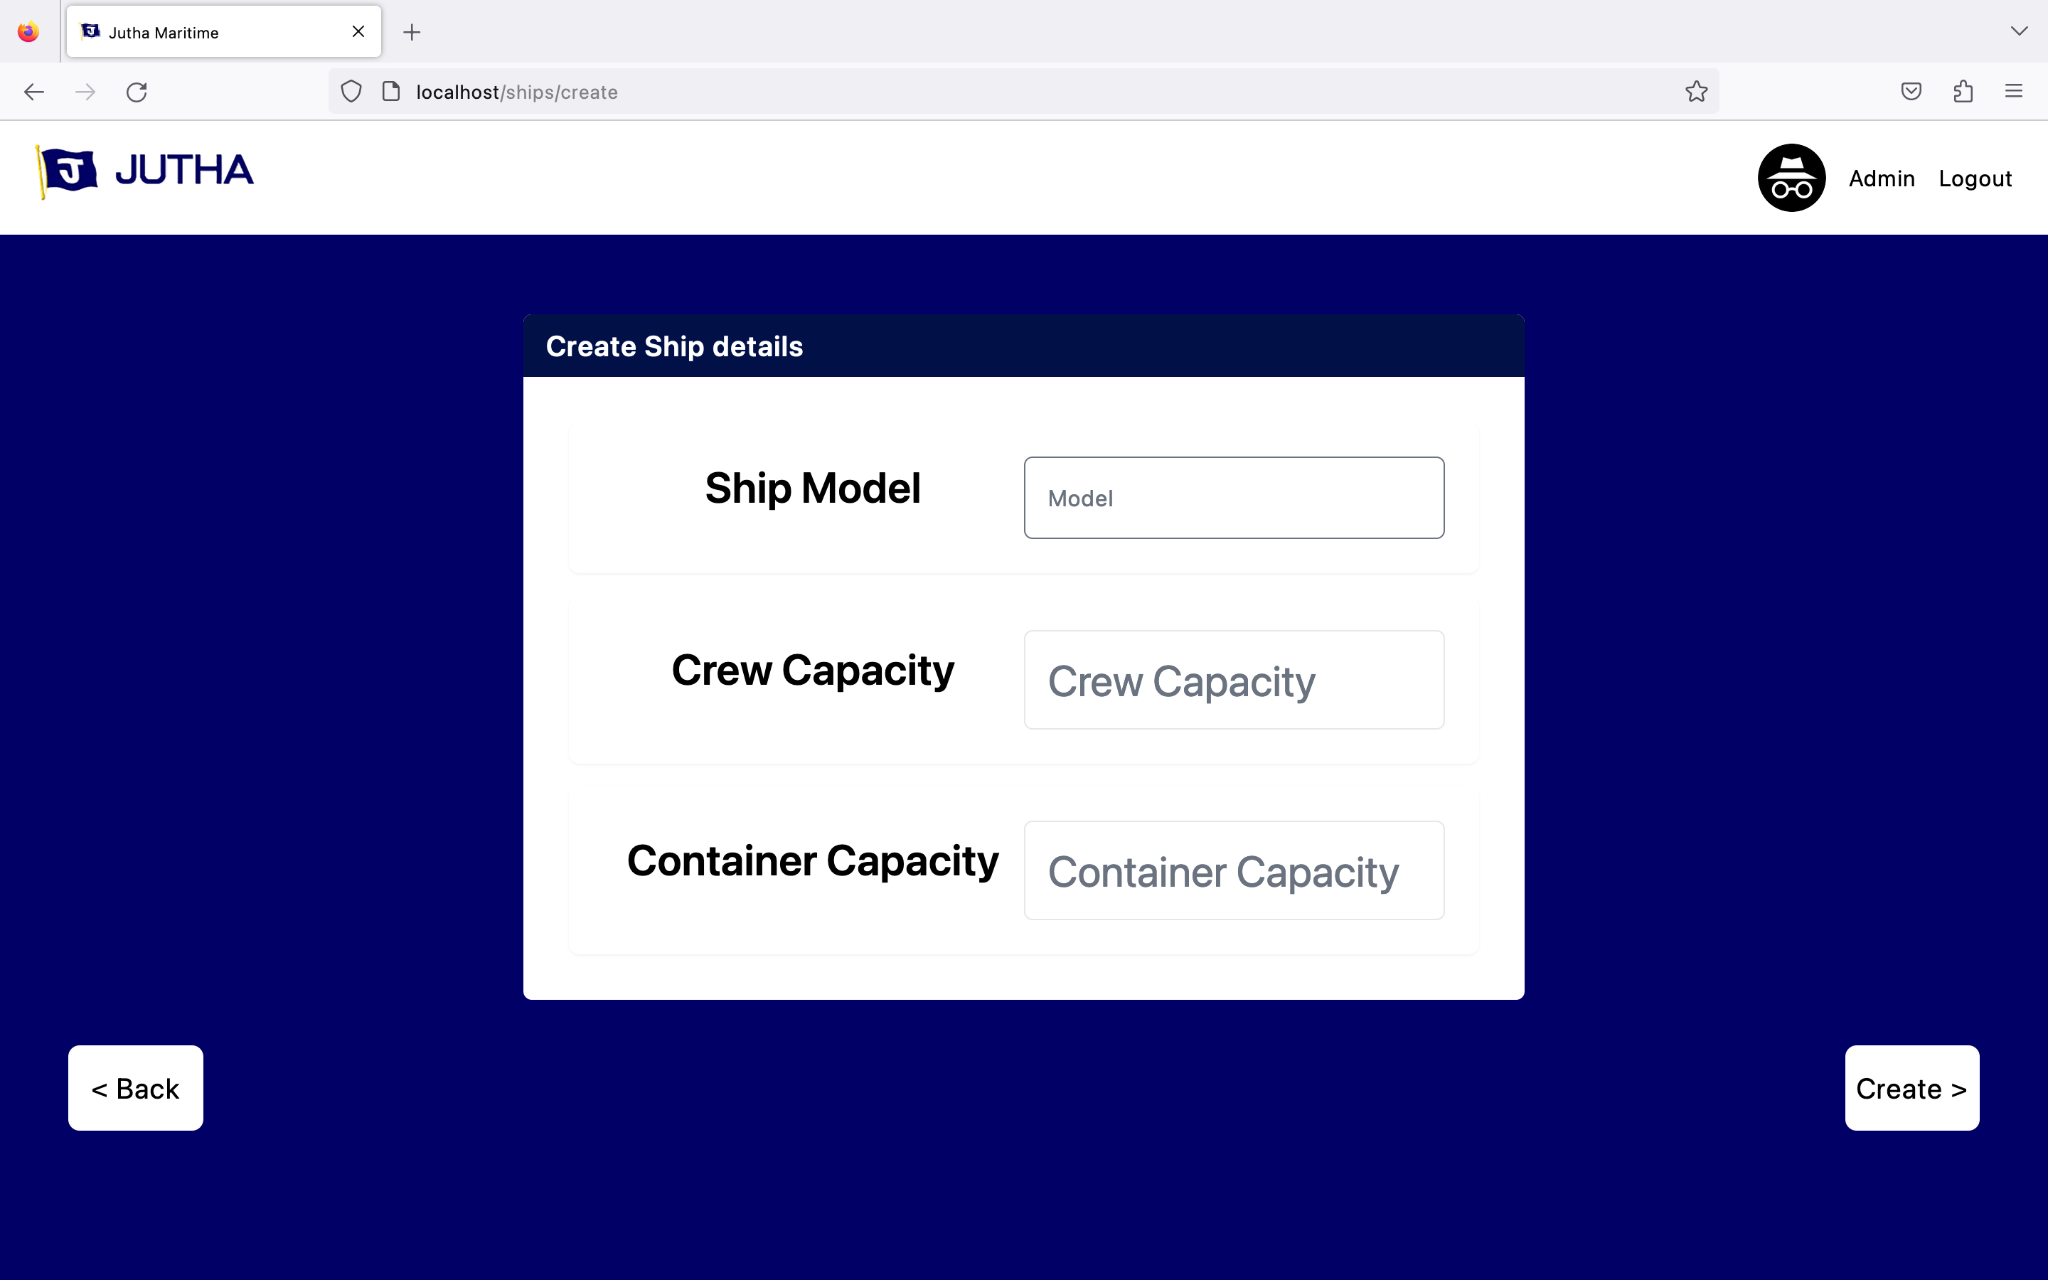 Jutha Maritime
localhost/ships/create
J JUTHA
Admin Logout
Create Ship details
Ship Model
Model
Crew Capacity
Crew Capacity
Container Capacity
Container Capacity
< Back
Create >